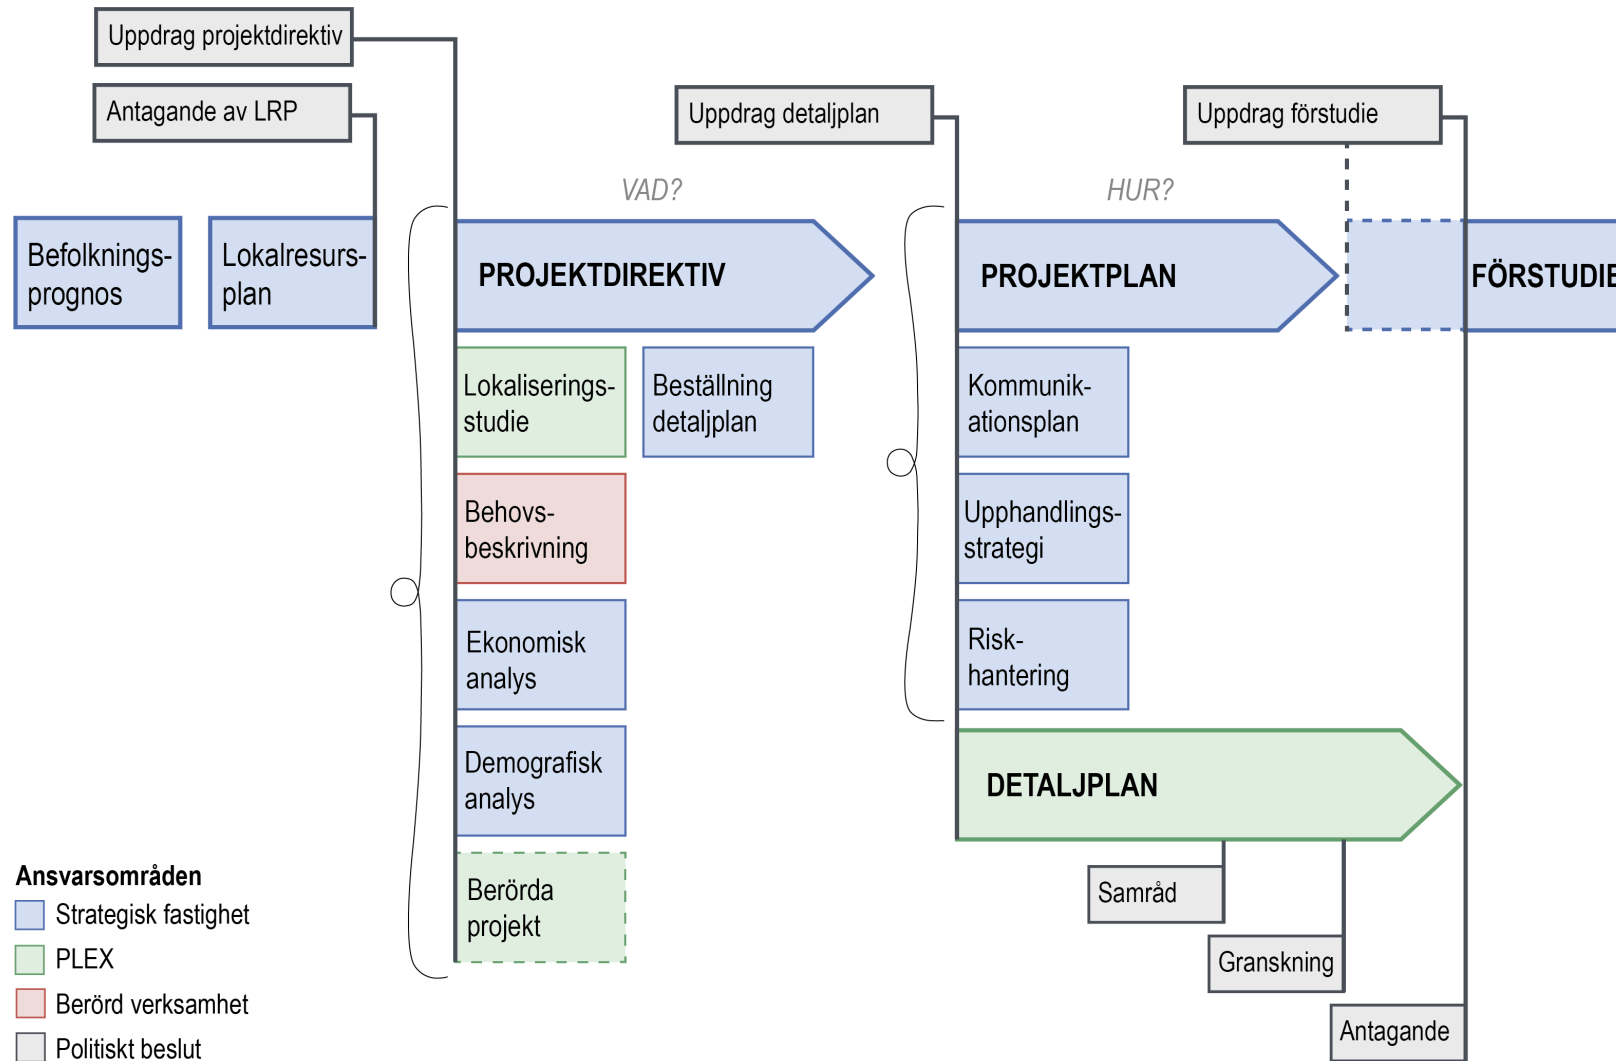 Uppdrag projektdirektiv
Antagande av LRP
Uppdrag detaljplan
Uppdrag förstudie
VAD?
HUR?
Befolknings-
prognos
Lokalresurs-
plan
PROJEKTDIREKTIV
PROJEKTPLAN
FÖRSTUDIE
Lokaliserings-
studie
Beställning
detaljplan
Kommunik-
ationsplan
Behovs-
beskrivning
Upphandlings-
strategi
Ekonomisk
analys
Risk-
hantering
Demografisk
analys
DETALJPLAN
Berörda
projekt
Samråd
Granskning
Antagande
Ansvarsområden
Strategisk fastighet
PLEX
Berörd verksamhet
Politiskt beslut